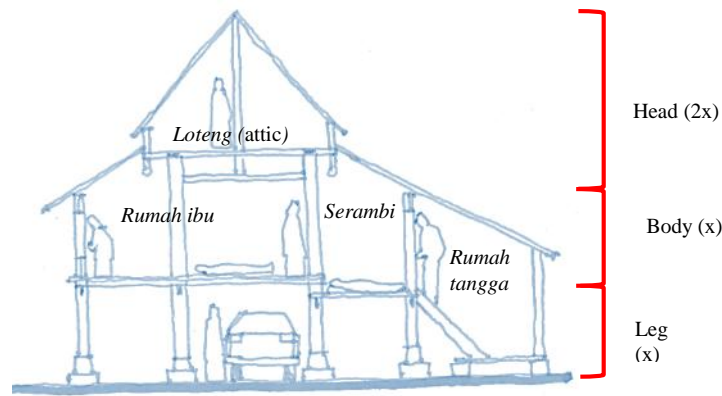 Head (2x)
Loteng (attic)
Rumah ibu
Serambi
Body (x)
Rumah
tangga
Leg
(x)